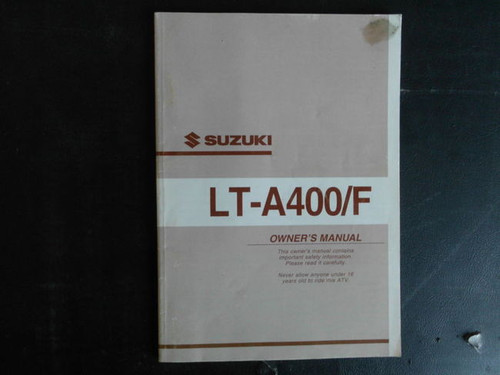 SUZUKI
LT-A400/F
OWNER'S MANUAL
This owner's manual contains
important safety information.
Please read it carefully.
Never allow anyone under 16
years old to ride this ATV.